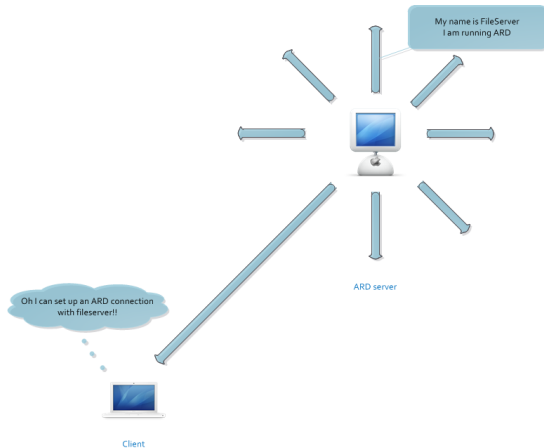 My name is FileServer
I am running ARD
ARD server
Oh I can set up an ARD connection
with fileserver!!
Client